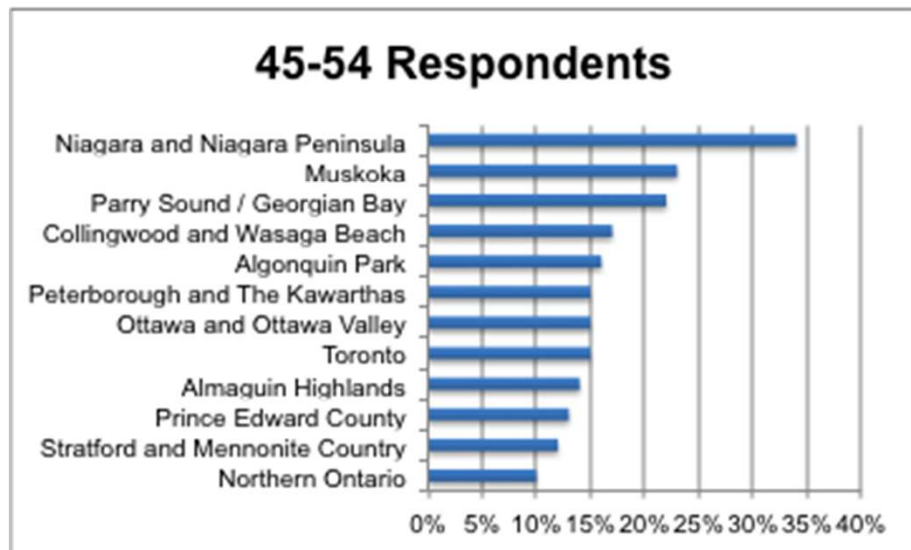 45-54 Respondents
Niagara and Niagara Peninsula
Muskoka
Parry Sound / Georgian Bay
Collingwood and Wasaga Beach
Algonquin Park
Peterborough and The Kawarthas
Ottawa and Ottawa Valley
Toronto
Almaguin Highlands
Prince Edward County
Stratford and Mennonite Country
Northern Ontario
0% 5% 10% 15% 20% 25% 30% 35% 40%